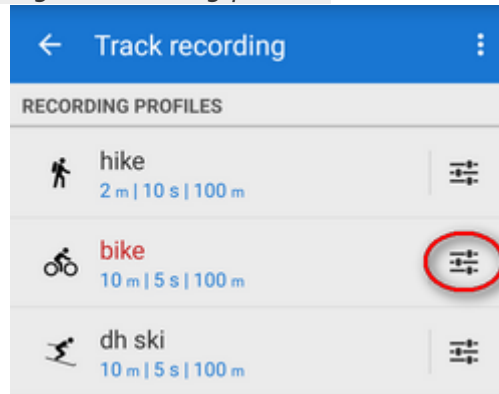 Track recording
RECORDING PROFILES
hike
2 m | 10 s | 100 m
bike
10 m | 5 s | 100 m
dh ski
10 m | 5 s | 100 m